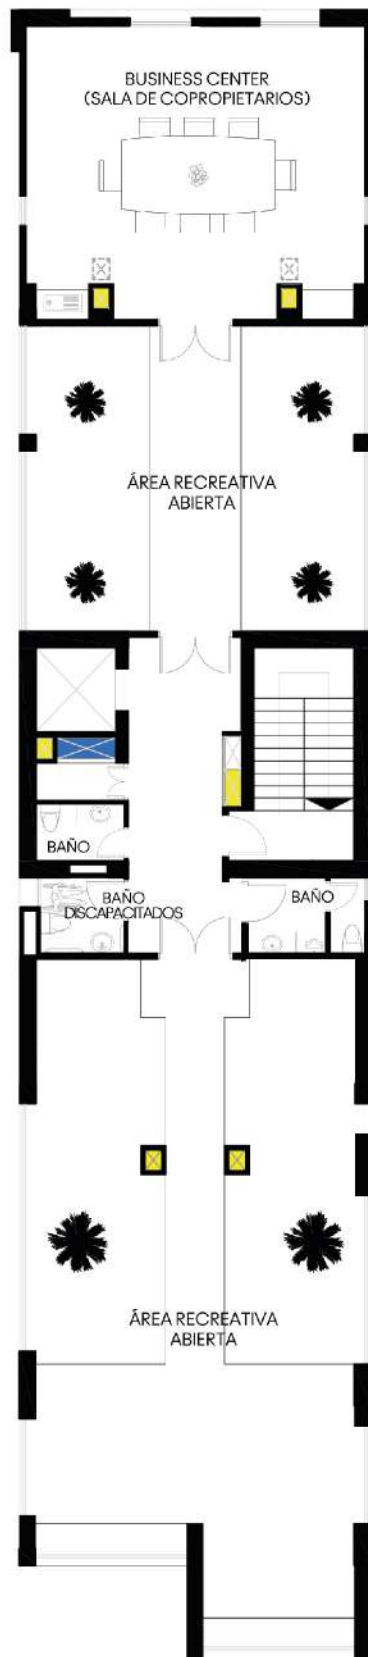 BUSINESS CENTER
(SALA DE COPROPIETARIOS)
ÁREA RECREATIVA
ABIERTA
BAÑO
BAÑO
DISCAPACITADOS
BAÑO
ÁREA RECREATIVA
ABIERTA